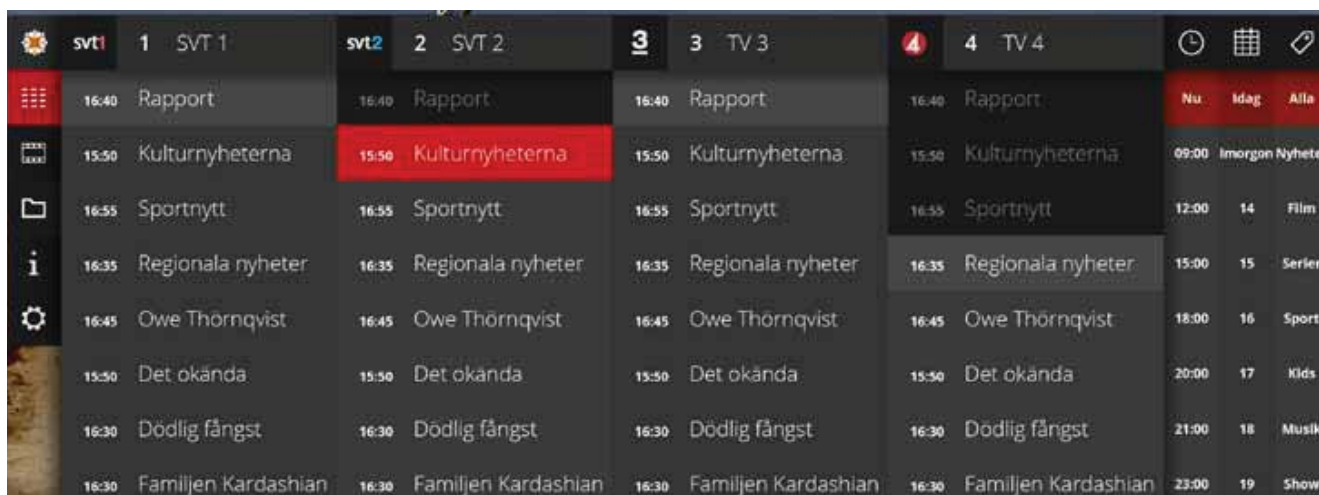 svt1 1 SVT 1 svt2 2 SVT 2 3 3 TV 3 4 4 TV 4
16:40 Rapport 16:40 Rapport 16:40 Rapport 16:40 Rapport Nu Idag Alla
15:50 Kulturnyheterna 15:50 Kulturnyheterna 15:50 Kulturnyheterna 15:50 Kulturnyheterna 09:00 Imorgon Nyhete
16:55 Sportnytt 16:55 Sportnytt 16:55 Sportnytt 16:55 Sportnytt 12:00 14 Film
16:35 Regionala nyheter 16:35 Regionala nyheter 16:35 Regionala nyheter 16:35 Regionala nyheter 15:00 15 Serier
16:45 Owe Thörnqvist 16:45 Owe Thörnqvist 16:45 Owe Thörnqvist 16:45 Owe Thörnqvist 18:00 16 Sport
15:50 Det okända 15:50 Det okända 15:50 Det okända 15:50 Det okända 20:00 17 Kids
16:30 Dödlig fångst 16:30 Dödlig fångst 16:30 Dödlig fångst 16:30 Dödlig fångst 21:00 18 Musik
16:30 Familjen Kardashian 16:30 Familjen Kardashian 16:30 Familjen Kardashian 16:30 Familjen Kardashian 23:00 19 Show